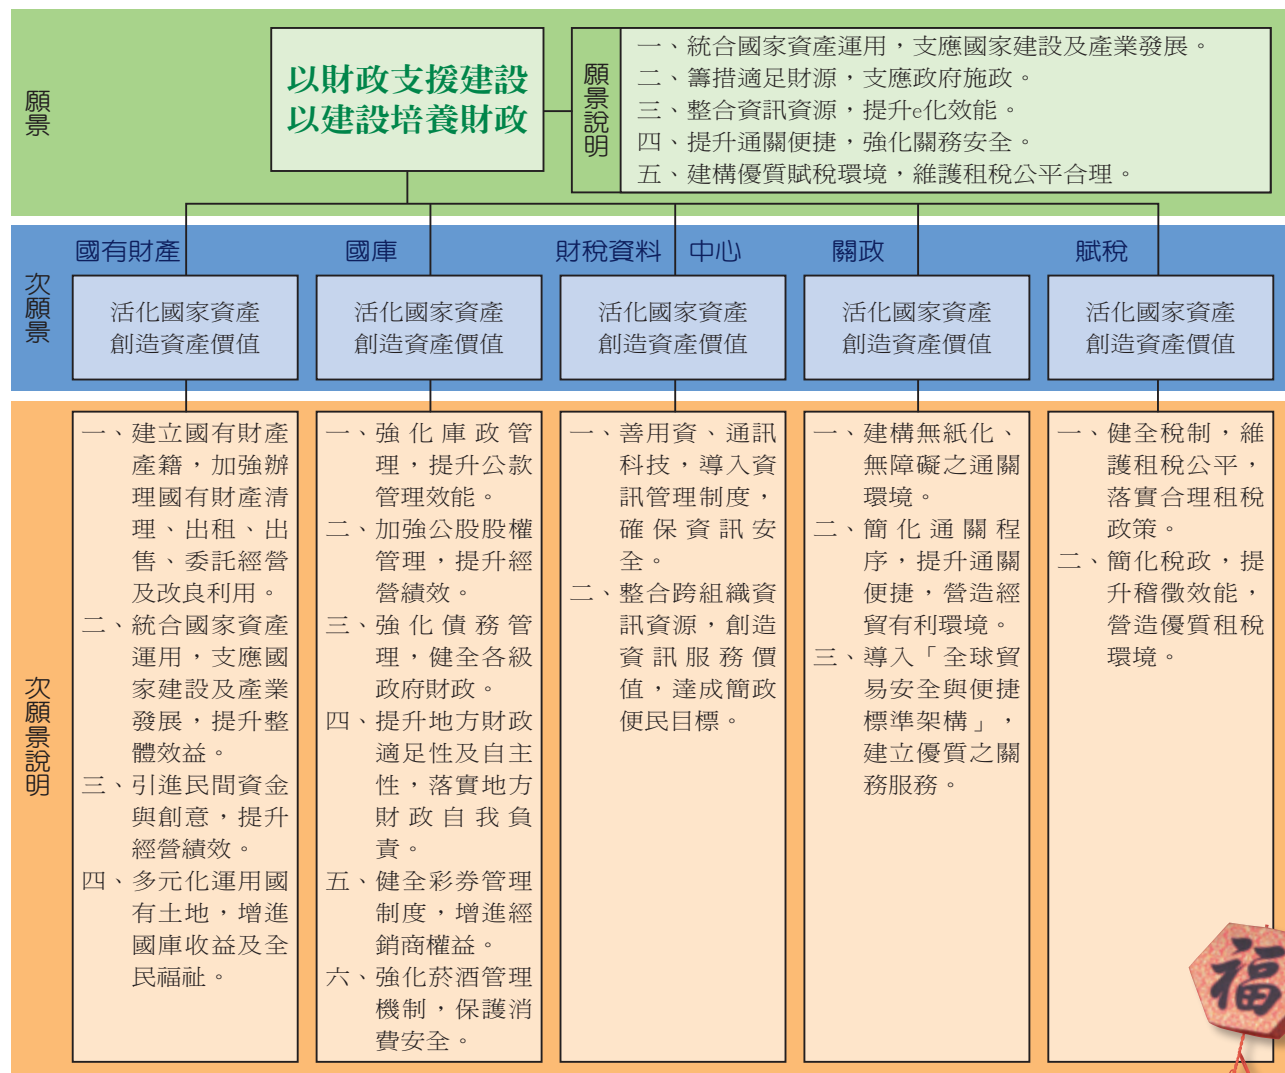 願景
以財政支援建設
以建設培養財政
願景說明
一、統合國家資產運用，支應國家建設及產業發展。
二、籌措適足財源，支應政府施政。
三、整合資訊資源，提升e化效能。
四、提升通關便捷，強化關務安全。
五、建構優質賦稅環境，維護租稅公平合理。
次願景
國有財產
活化國家資產
創造資產價值
國庫
活化國家資產
創造資產價值
財稅資料 中心
活化國家資產
創造資產價值
關政
活化國家資產
創造資產價值
賦稅
活化國家資產
創造資產價值
次願景說明
一、建立國有財產
產籍，加強辦
理國有財產清
理、出租、出
售、委託經營
及改良利用。
二、統合國家資產
運用，支應國
家建設及產業
發展，提升整
體效益。
三、引進民間資金
與創意，提升
經營績效。
四、多元化運用國
有土地，增進
國庫收益及全
民福祉。
一、強化庫政管
理，提升公款
管理效能。
二、加強公股股權
管理，提升經
營績效。
三、強化債務管
理，健全各級
政府財政。
四、提升地方財政
適足性及自主
性，落實地方
財政自我負
責。
五、健全彩券管理
制度，增進經
銷商權益。
六、強化菸酒管理
機制，保護消
費安全。
一、善用資、通訊
科技，導入資
訊管理制度，
確保資訊安
全。
二、整合跨組織資
訊資源，創造
資訊服務價
值，達成簡政
便民目標。
一、建構無紙化、
無障礙之通關
環境。
二、簡化通關程
序，提升通關
便捷，營造經
貿有利環境。
三、導入「全球貿
易安全與便捷
標準架構」，
建立優質之關
務服務。
一、健全稅制，維
護租稅公平，
落實合理租稅
政策。
二、簡化稅政，提
升稽徵效能，
營造優質租稅
環境。
福